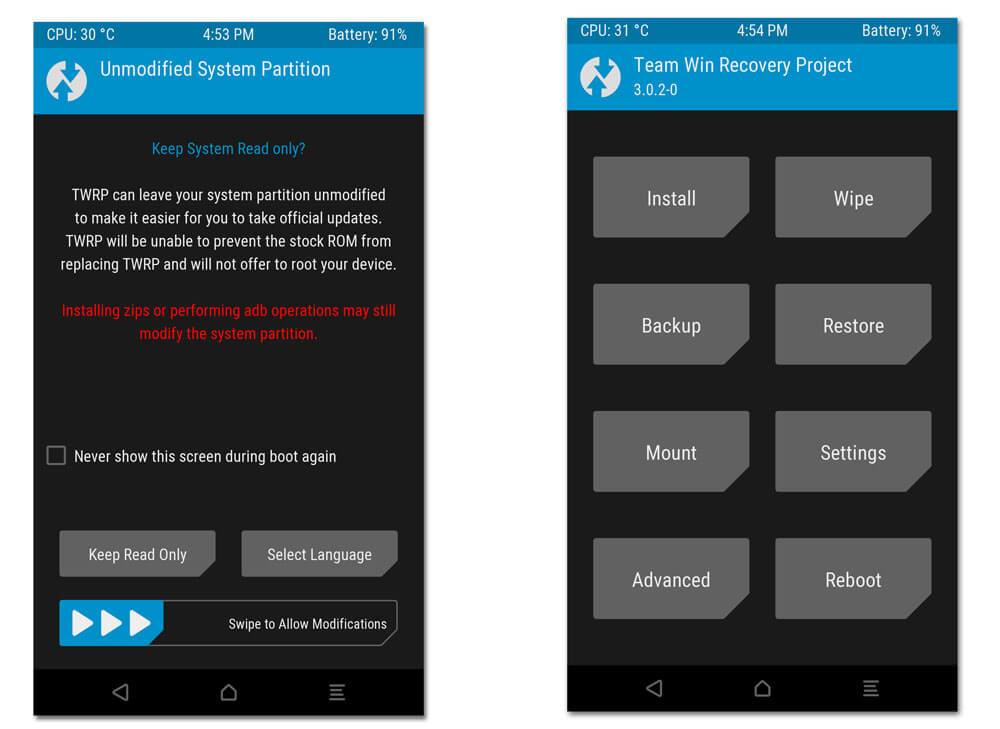 CPU: 30 °C 4:53 PM Battery: 91%
Unmodified System Partition
Keep System Read only?
TWRP can leave your system partition unmodified
to make it easier for you to take official updates.
TWRP will be unable to prevent the stock ROM from
replacing TWRP and will not offer to root your device.
Installing zips or performing adb operations may still
modify the system partition.
Never show this screen during boot again
Keep Read Only Select Language
Swipe to Allow Modifications
CPU: 31 °C 4:54 PM Battery: 91%
Team Win Recovery Project
3.0.2-0
Install Wipe
Backup Restore
Mount Settings
Advanced Reboot